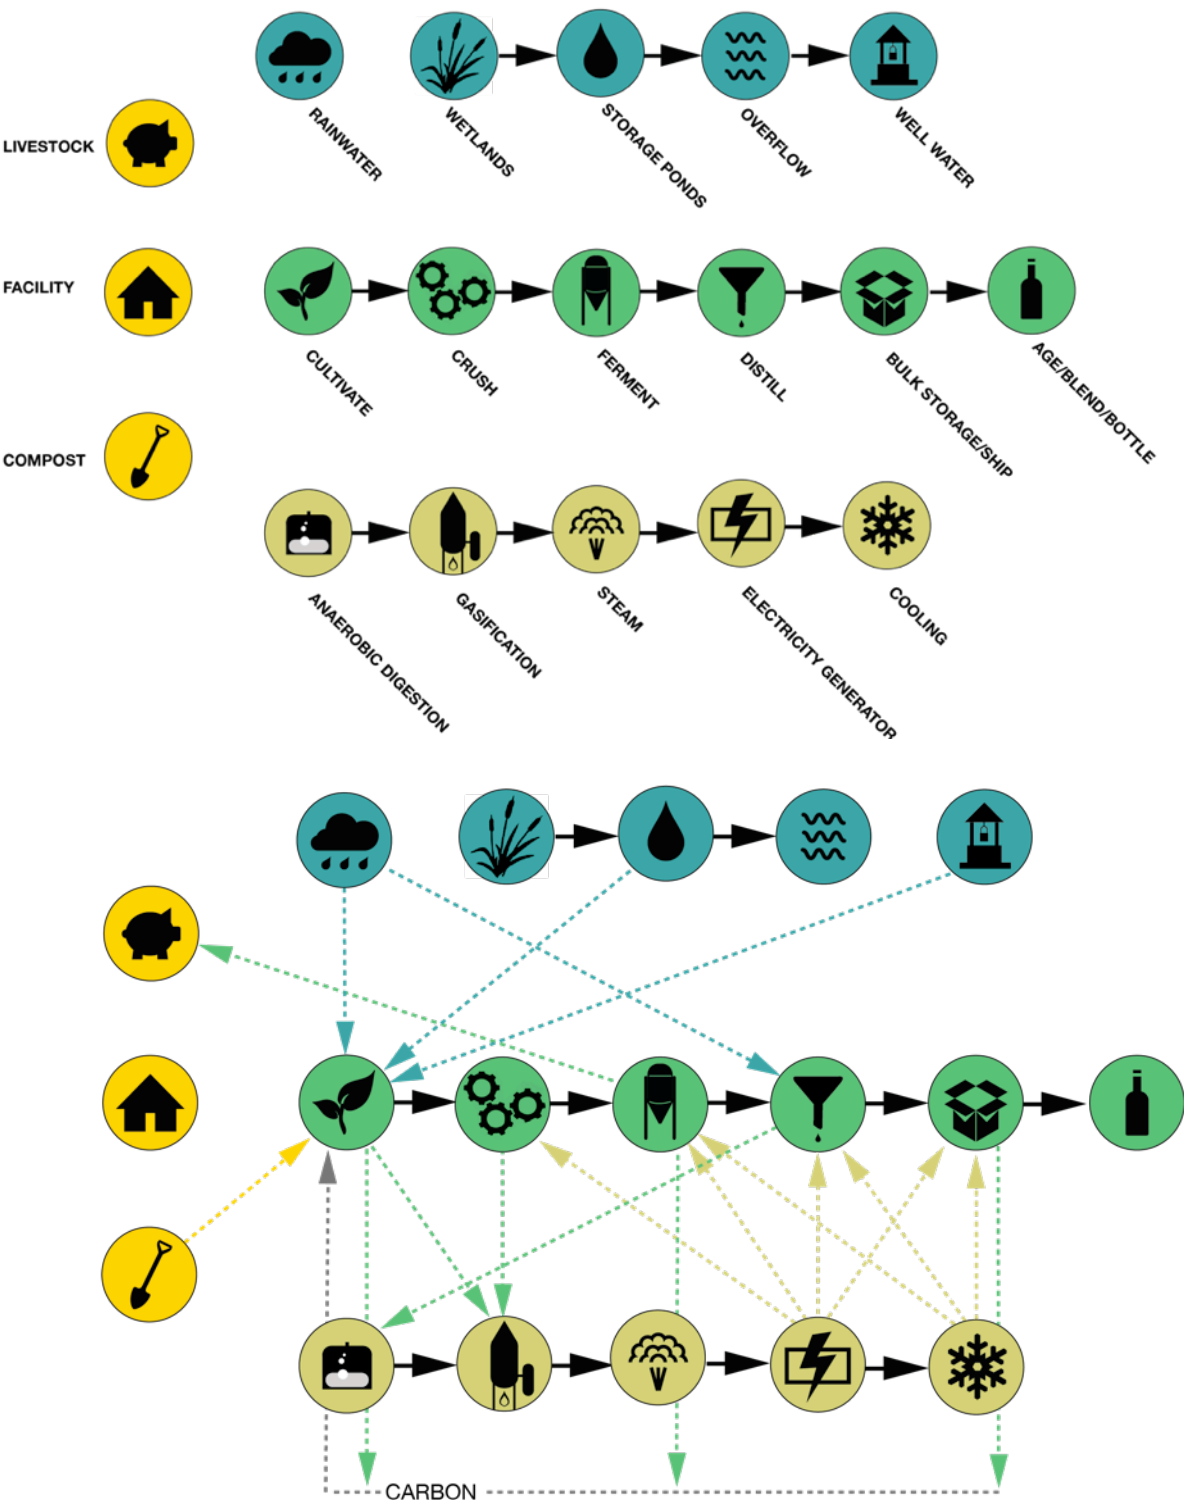 RAINWATER
WETLANDS
STORAGE PONDS
OVERFLOW
WELL WATER
LIVESTOCK
FACILITY
CULTIVATE
CRUSH
FERMENT
DISTILL
BULK STORAGE/SHIP
AGE/BLEND/BOTTLE
COMPOST
ANAEROBIC DIGESTION
GASIFICATION
STEAM
ELECTRICITY GENERATOR
COOLING
CARBON